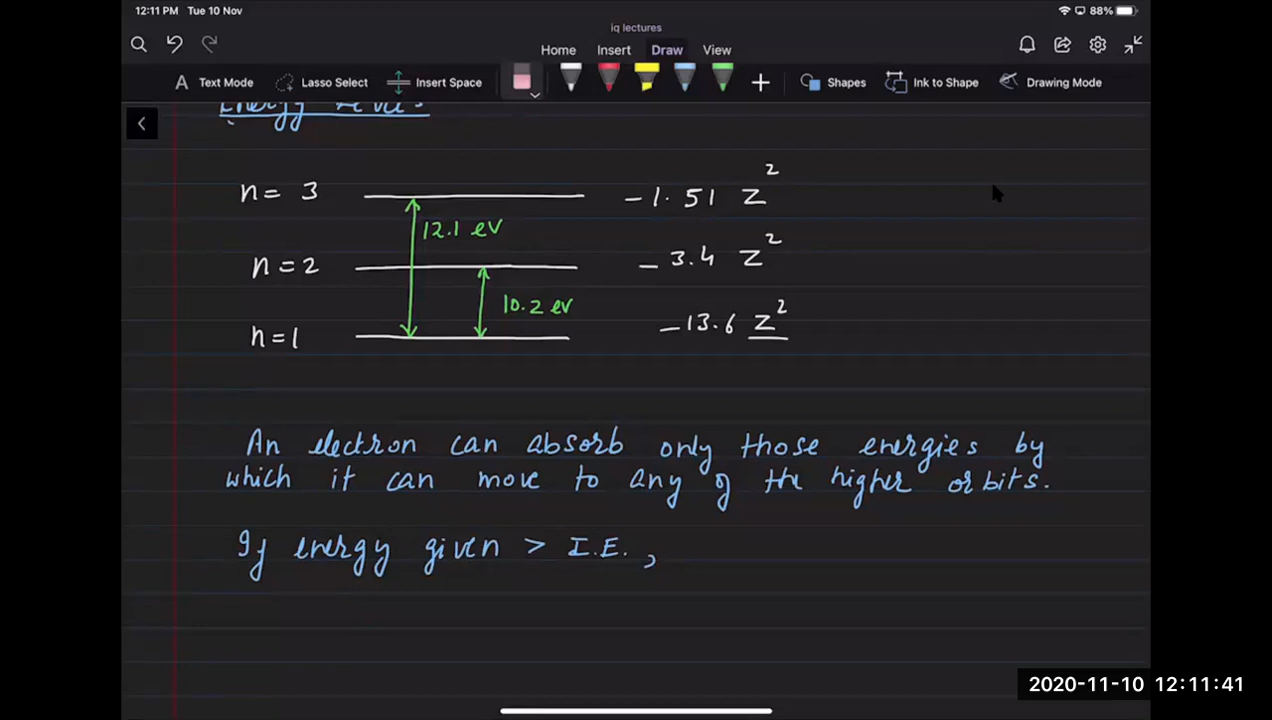 12:11 PM Tue 10 Nov
88%
iq lectures
Home Insert Draw View
Text Mode Lasso Select Insert Space Shapes Ink to Shape Drawing Mode
Energy levels
n = 3 -1.51 Z²
12.1 eV
n = 2 -3.4 Z²
10.2 eV
n = 1 -13.6 Z²
An electron can absorb only those energies by
which it can move to any of the higher orbits.
If energy given > I.E.,
2020-11-10 12:11:41